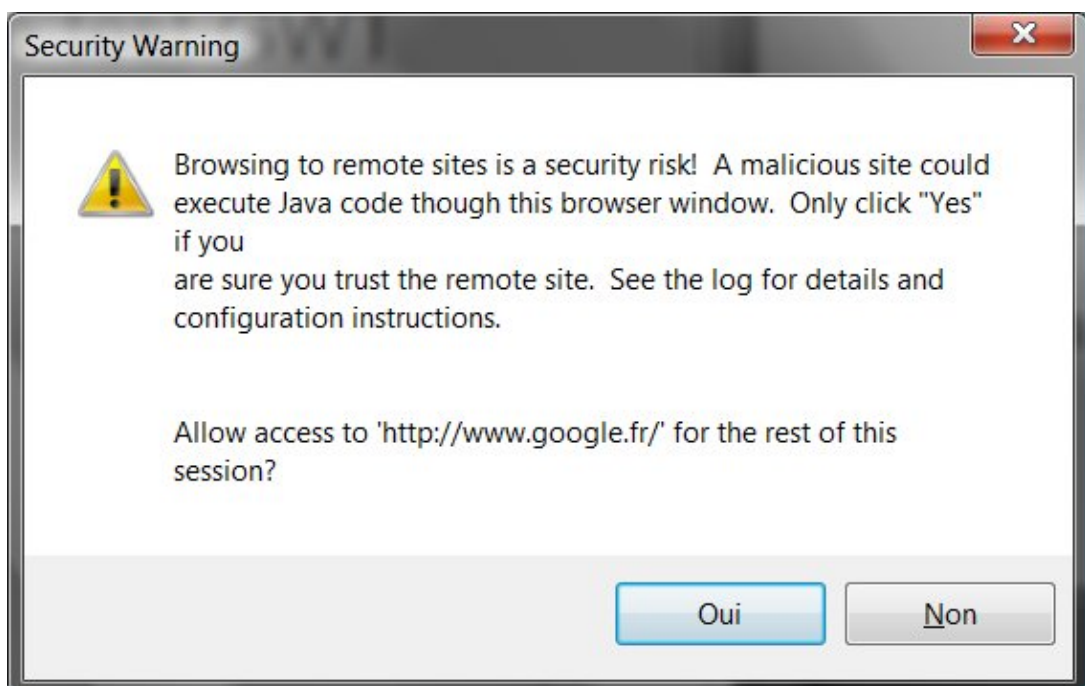 Security Warning
Browsing to remote sites is a security risk!  A malicious site could
execute Java code though this browser window.  Only click "Yes"
if you
are sure you trust the remote site.  See the log for details and
configuration instructions.
Allow access to 'http://www.google.fr/' for the rest of this
session?
Oui
Non